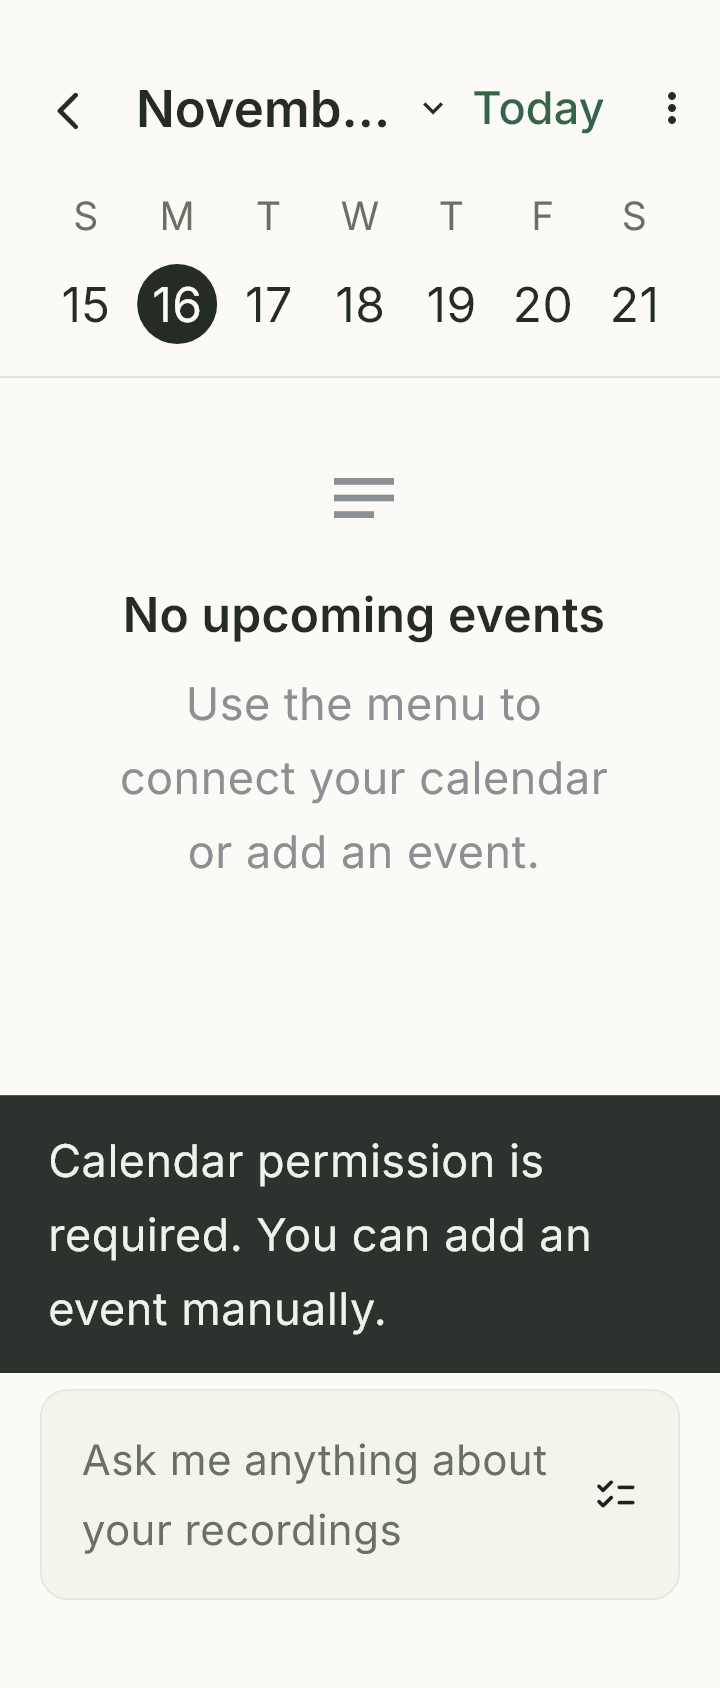 Novemb... Today
S M T W T F S
15 16 17 18 19 20 21
No upcoming events
Use the menu to
connect your calendar
or add an event.
Calendar permission is
required. You can add an
event manually.
Ask me anything about
your recordings